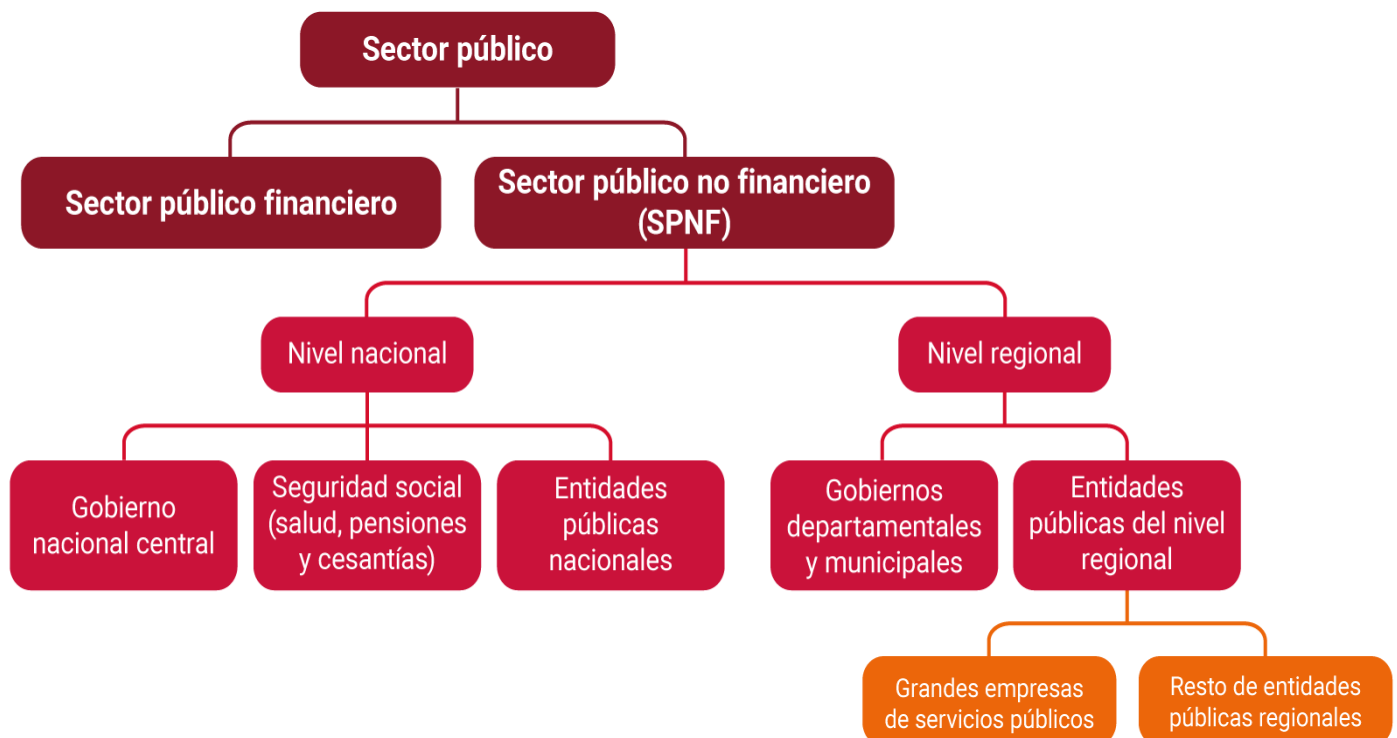 Sector público
Sector público financiero
Sector público no financiero
(SPNF)
Nivel nacional
Nivel regional
Gobierno
nacional central
Seguridad social
(salud, pensiones
y cesantías)
Entidades
públicas
nacionales
Gobiernos
departamentales
y municipales
Entidades
públicas del nivel
regional
Grandes empresas
de servicios públicos
Resto de entidades
públicas regionales